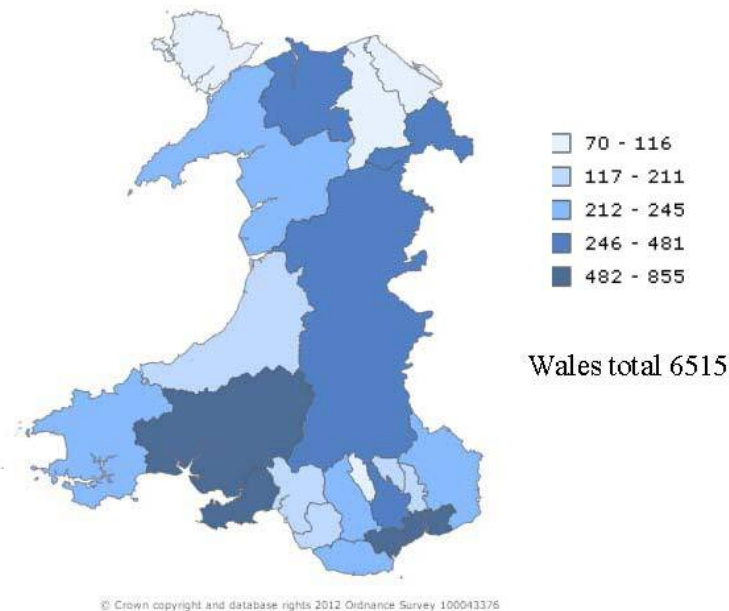 70 - 116
117 - 211
212 - 245
246 - 481
482 - 855
Wales total 6515
© Crown copyright and database rights 2012 Ordnance Survey 100043376